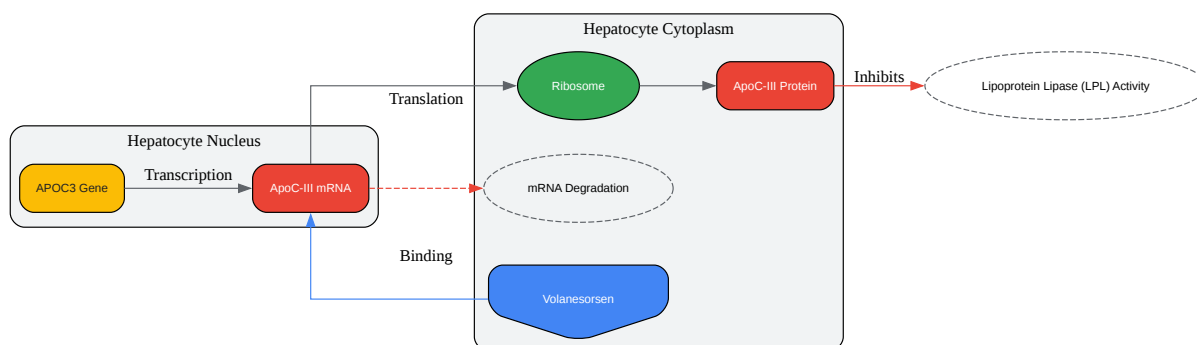 Hepatocyte Cytoplasm
Ribosome
ApoC-III Protein
Inhibits
Lipoprotein Lipase (LPL) Activity
Translation
Hepatocyte Nucleus
APOC3 Gene
Transcription
ApoC-III mRNA
mRNA Degradation
Binding
Volanesorsen